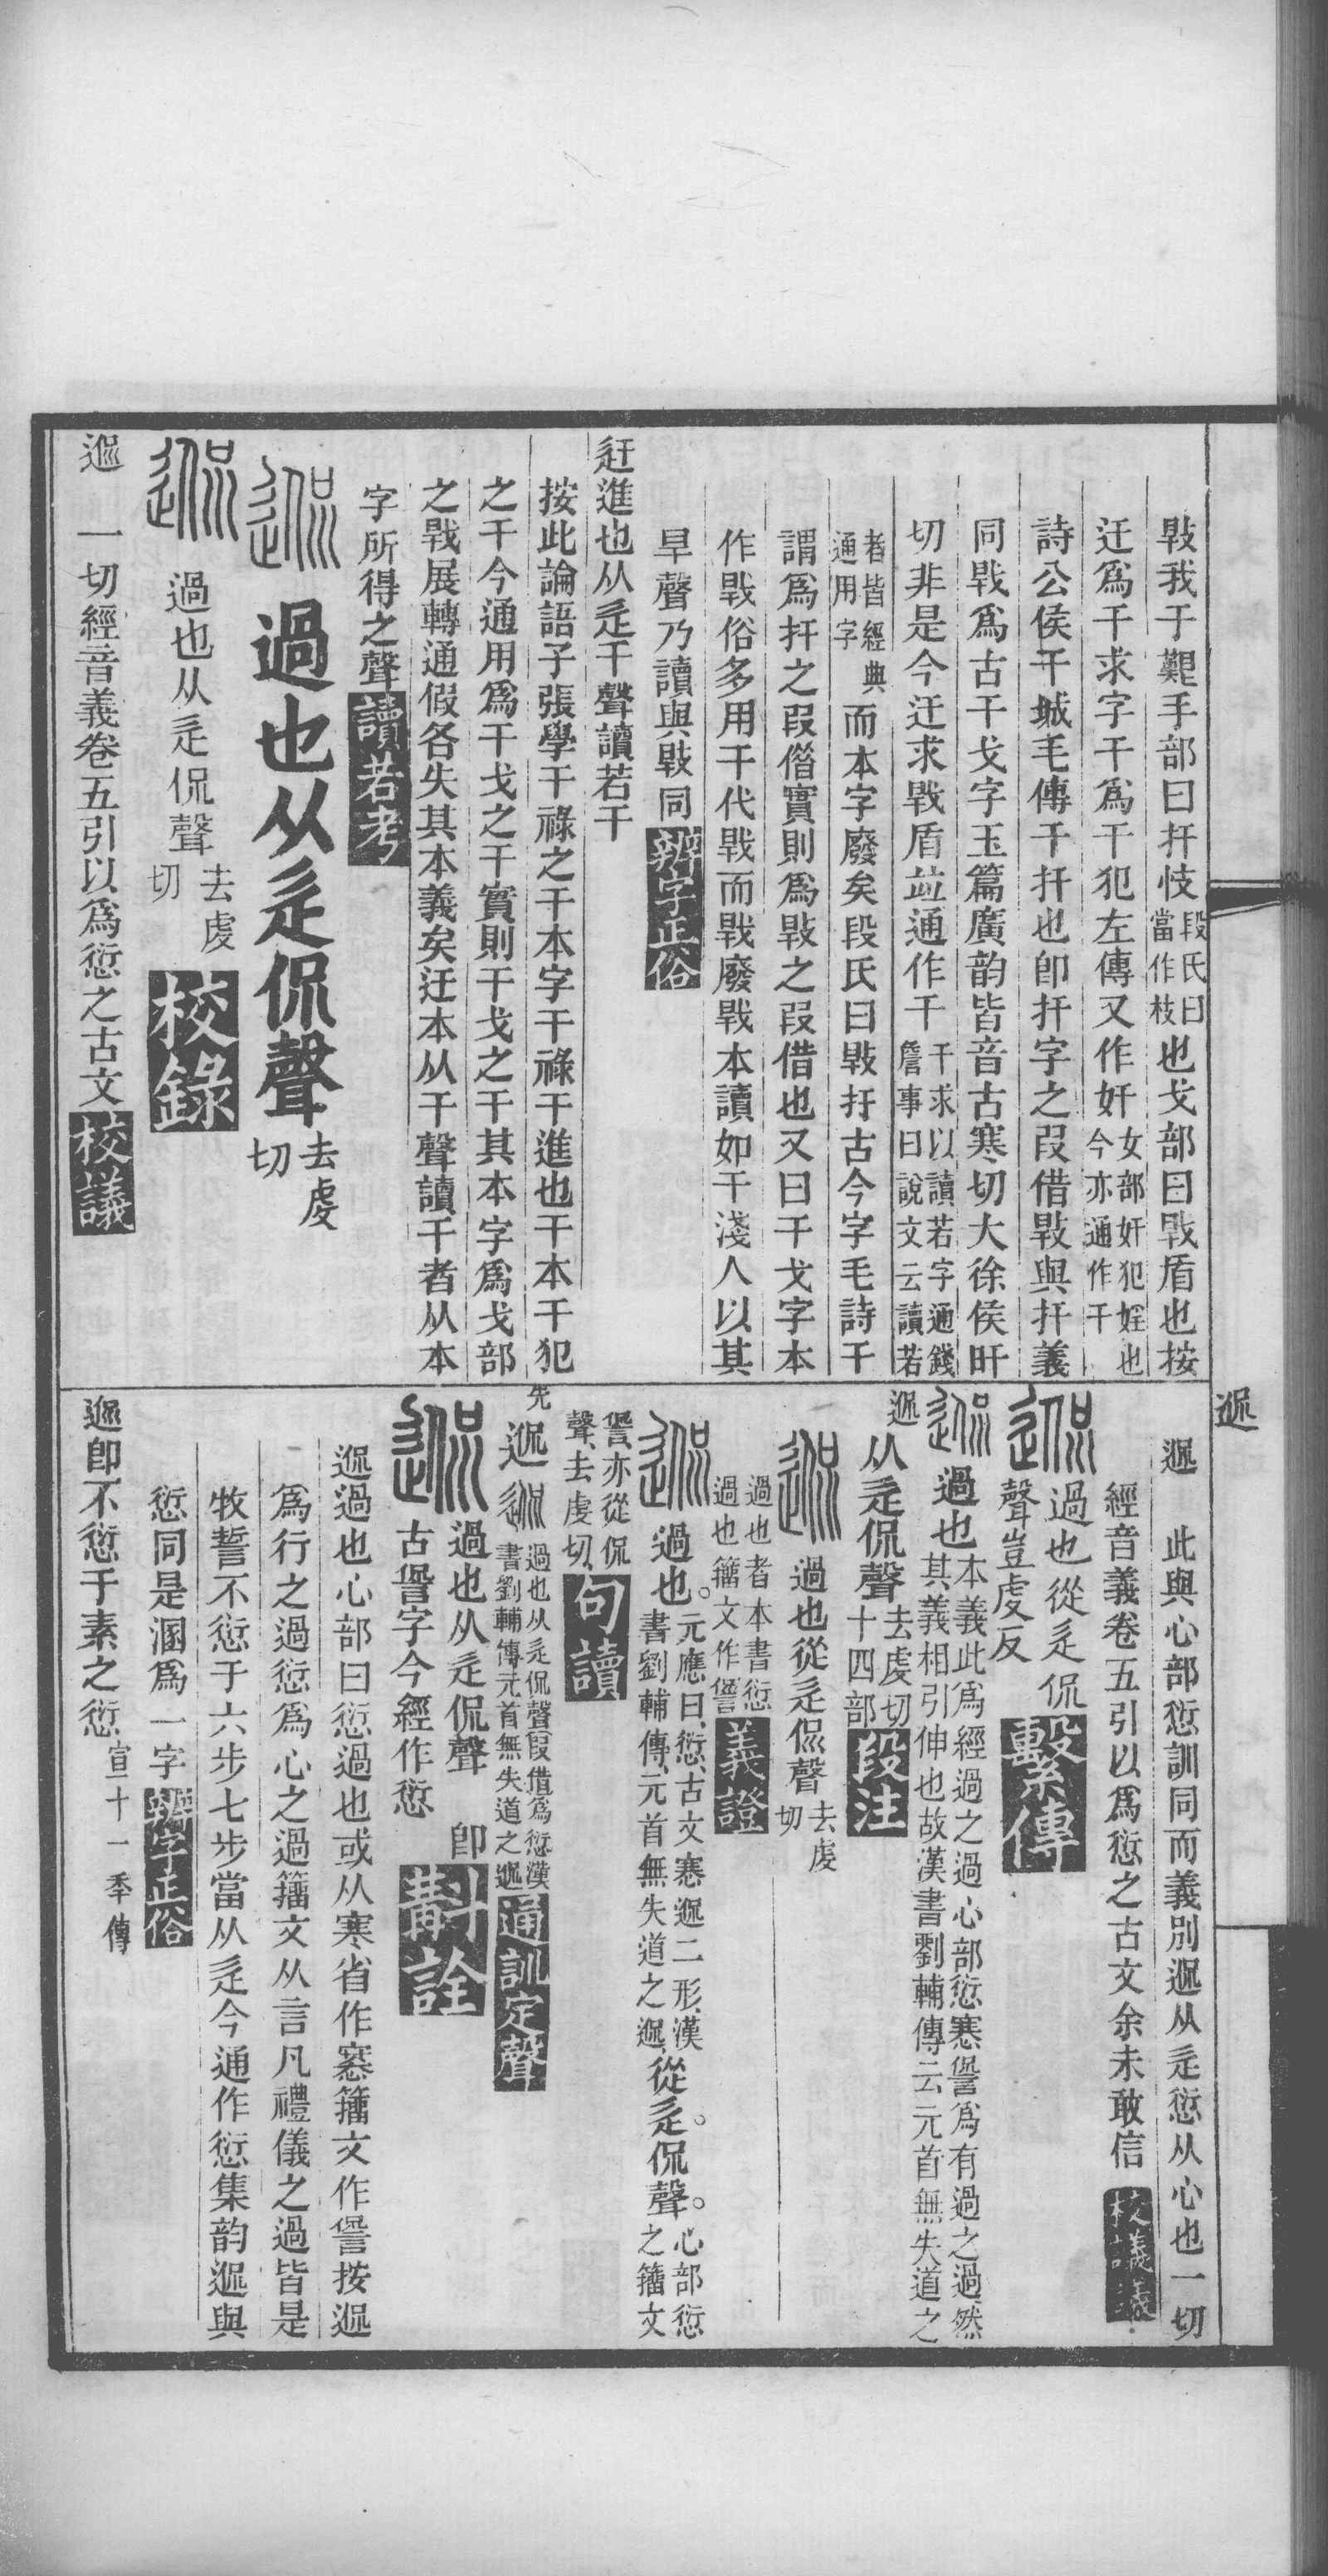 𢾍我于艱手部曰扞忮段氏曰當作枝也戈部曰戰盾也按
迂爲干求字干爲干犯左傳又作奸女部奸犯婬也今亦通作干
詩公侯干城毛傳干扞也卽扞字之叚借𢾍與扞義
同戰爲古干戈字玉篇廣韵皆音古寒切大徐侯旰
切非是今迂求戰盾竝通作干干求以讀若字通錢詹事曰說文云讀若
者皆經典通用字而本字廢矣段氏曰𢾍扞古今字毛詩干
謂爲扞之叚僭實則爲𢾍之叚借也又曰干戈字本
作戰俗多用干代戰而戰廢戰本讀如干淺人以其
旱聲乃讀與𢾍同辨字正俗
迀進也从辵干聲讀若干
按此論語子張學干祿之干本字干祿干進也干本干犯
之干今通用爲干戈之干實則干戈之干其本字爲戈部
之戰展轉通假各失其本義矣迀本从干聲讀干者从本
字所得之聲讀若考
過也从辵侃聲去虔切
過也从辵侃聲去虔切校錄
𨔣 一切經音義卷五引以爲愆之古文校議
𨔣
𨔣 此與心部愆訓同而義別𨔣从辵愆从心也一切
經音義卷五引以爲愆之古文余未敢信校議議
過也從辵侃聲豈虔反繫傳
過也本義此爲經過之過心部愆寋諐爲有過之過然其義相引伸也故漢書劉輔傳云元首無失道之
𨔣从辵侃聲去虔切十四部段注
過也從辵侃聲去虔切
過也者本書愆過也籒文作諐義證
過也。元應曰愆古文寋𨔣二形漢書劉輔傳元首無失道之𨔣從辵。侃聲。心部愆之籒文
諐亦從侃聲去虔切句讀
先𨔣過也从辵侃聲叚借爲愆漢書劉輔傳元首無失道之𨔣通訓定聲
過也从辵侃聲 卽古諐字今經作愆斠詮
𨔣過也心部曰愆過也或从寒省作寋籒文作諐按𨔣
爲行之過愆爲心之過籒文从言凡禮儀之過皆是
牧誓不愆于六步七步當从辵今通作愆集韵𨔣與
愆同是溷爲一字辨字正俗
𨔣卽不愆于素之愆宣十一秊傳